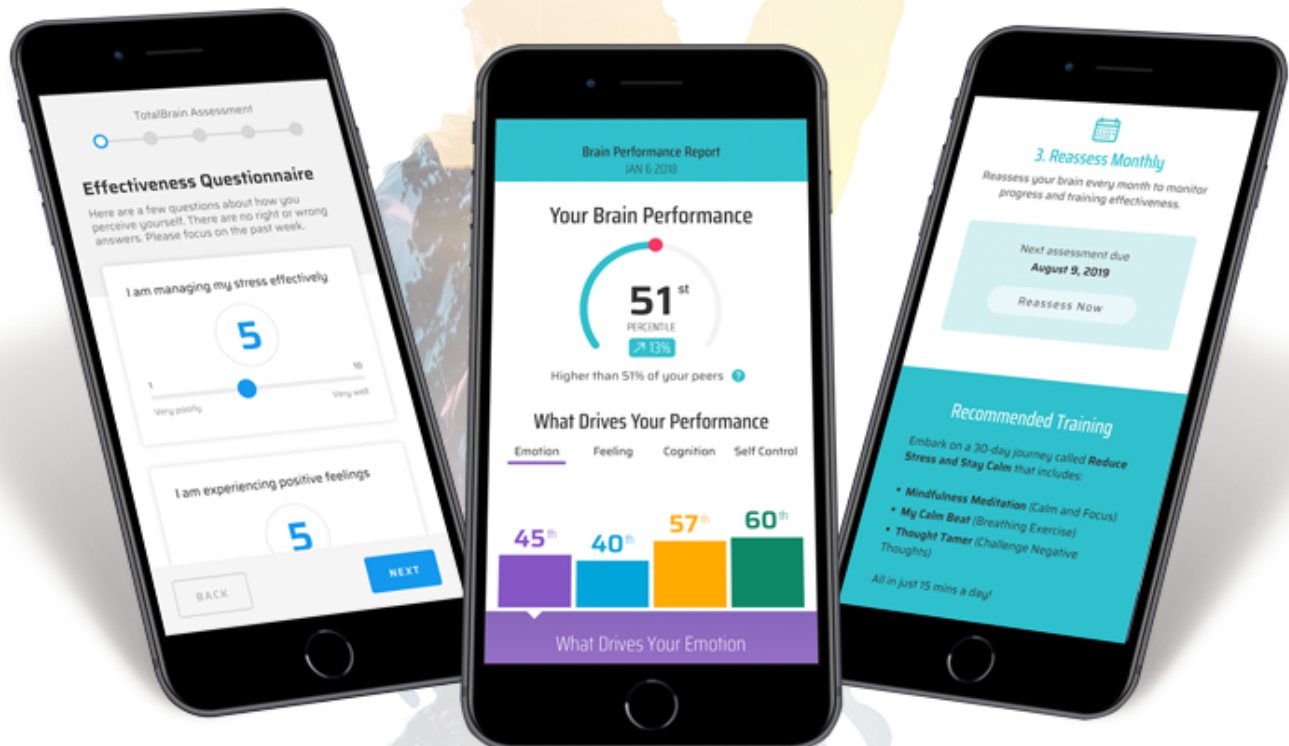 TotalBrain Assessment
Effectiveness Questionnaire
Here are a few questions about how you
perceive yourself. There are no right or wrong
answers. Please focus on the past week.
I am managing my stress effectively
5
1 10
Very poorly Very well
I am experiencing positive feelings
5
BACK NEXT
Brain Performance Report
JAN 6 2018
Your Brain Performance
51st
PERCENTILE
↗ 13%
Higher than 51% of your peers ?
What Drives Your Performance
Emotion Feeling Cognition Self Control
45th 40th 57th 60th
What Drives Your Emotion
3. Reassess Monthly
Reassess your brain every month to monitor
progress and training effectiveness.
Next assessment due
August 9, 2019
Reassess Now
Recommended Training
Embark on a 30-day journey called Reduce
Stress and Stay Calm that includes:
• Mindfulness Meditation (Calm and Focus)
• My Calm Beat (Breathing Exercise)
• Thought Tamer (Challenge Negative
Thoughts)
All in just 15 mins a day!